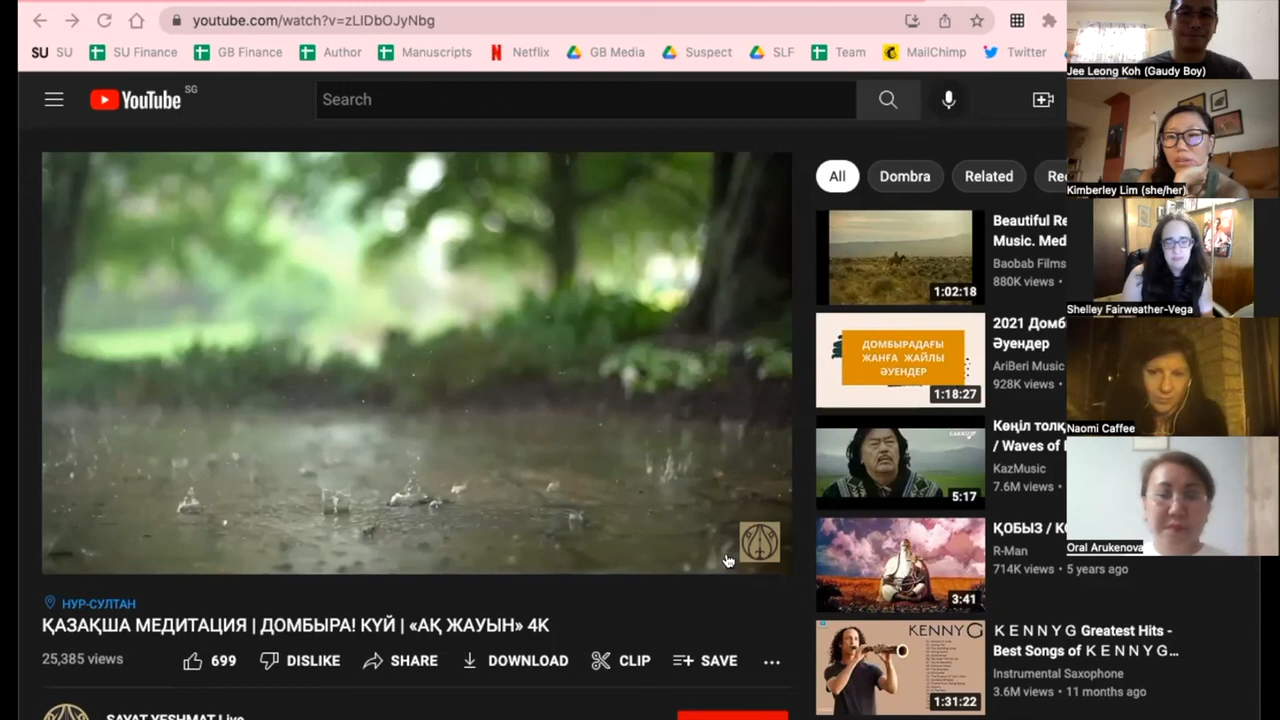 youtube.com/watch?v=zLIDbOJyNbg
SU SU SU Finance GB Finance Author Manuscripts Netflix GB Media Suspect SLF Team MailChimp Twitter
YouTube SG
Search
All Dombra Related
Beautiful
Music.
Baobab Films
880K views •
1:02:18
ДОМБЫРАДАҒЫ
ЖАНҒА ЖАЙЛЫ
ӘУЕНДЕР
1:18:27
2021
Әуендер
AriBeri Music
928K views •
5:17
Көңіл
/ Waves of
KazMusic
7.6M views •
3:41
ҚОБЫЗ /
R-Man
714K views • 5 years ago
KENNY G
1:31:22
K E N N Y G Greatest Hits -
Best Songs of K E N N Y G...
Instrumental Saxophone
3.6M views • 11 months ago
НУР-СУЛТАН
ҚАЗАҚША МЕДИТАЦИЯ | ДОМБЫРА! КҮЙ | «АҚ ЖАУЫН» 4K
25,385 views 699 DISLIKE SHARE DOWNLOAD CLIP SAVE ...
SAYAT YESHMAT Live
Jee Leong Koh (Gaudy Boy)
Kimberley Lim (she/her)
Shelley Fairweather-Vega
Naomi Caffee
Oral Arukenova